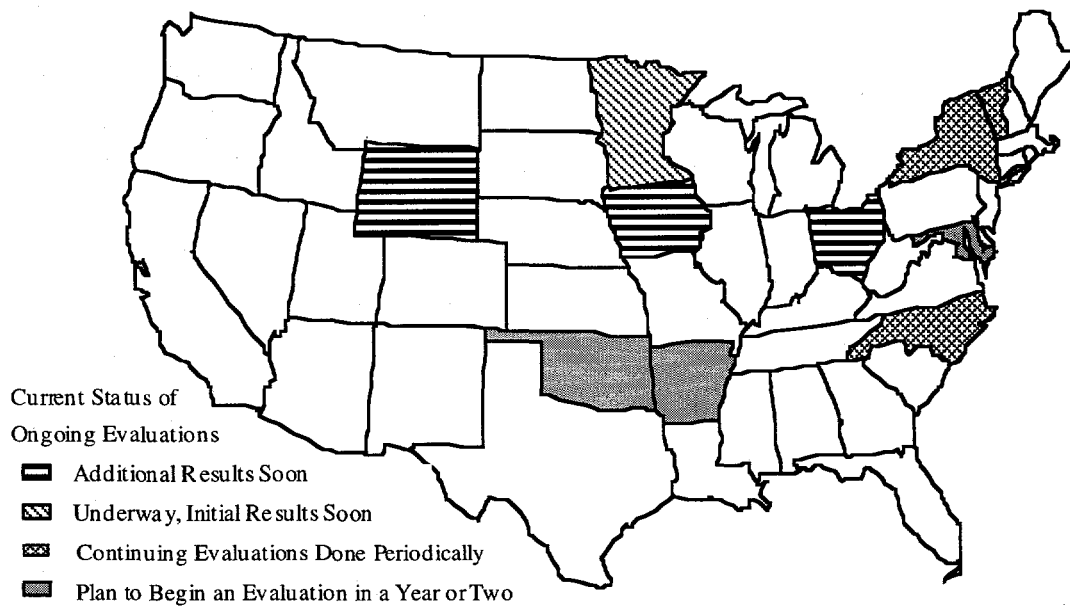 Current Status of
Ongoing Evaluations
Additional Results Soon
Underway, Initial Results Soon
Continuing Evaluations Done Periodically
Plan to Begin an Evaluation in a Year or Two